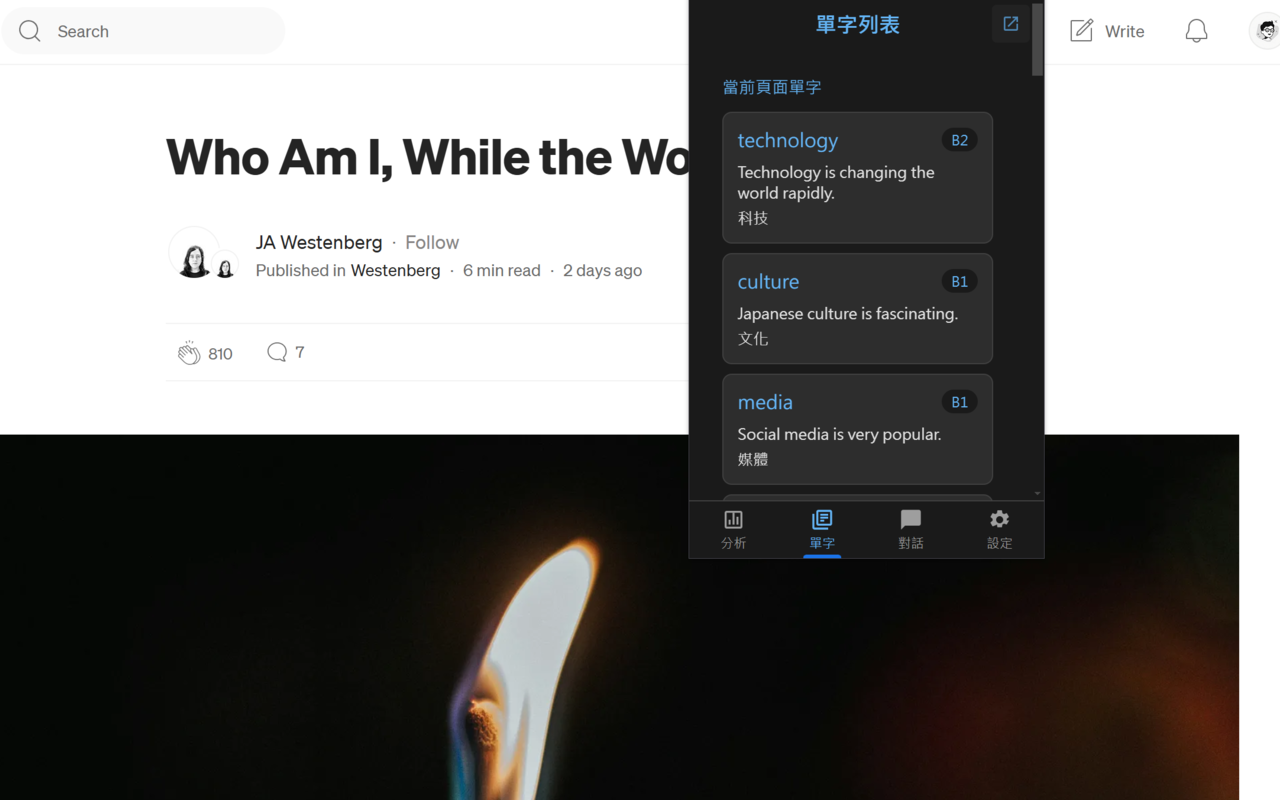 Search
Write
Who Am I, While the Wo
JA Westenberg · Follow
Published in Westenberg · 6 min read · 2 days ago
810
7
單字列表
當前頁面單字
technology
B2
Technology is changing the
world rapidly.
科技
culture
B1
Japanese culture is fascinating.
文化
media
B1
Social media is very popular.
媒體
分析
單字
對話
設定